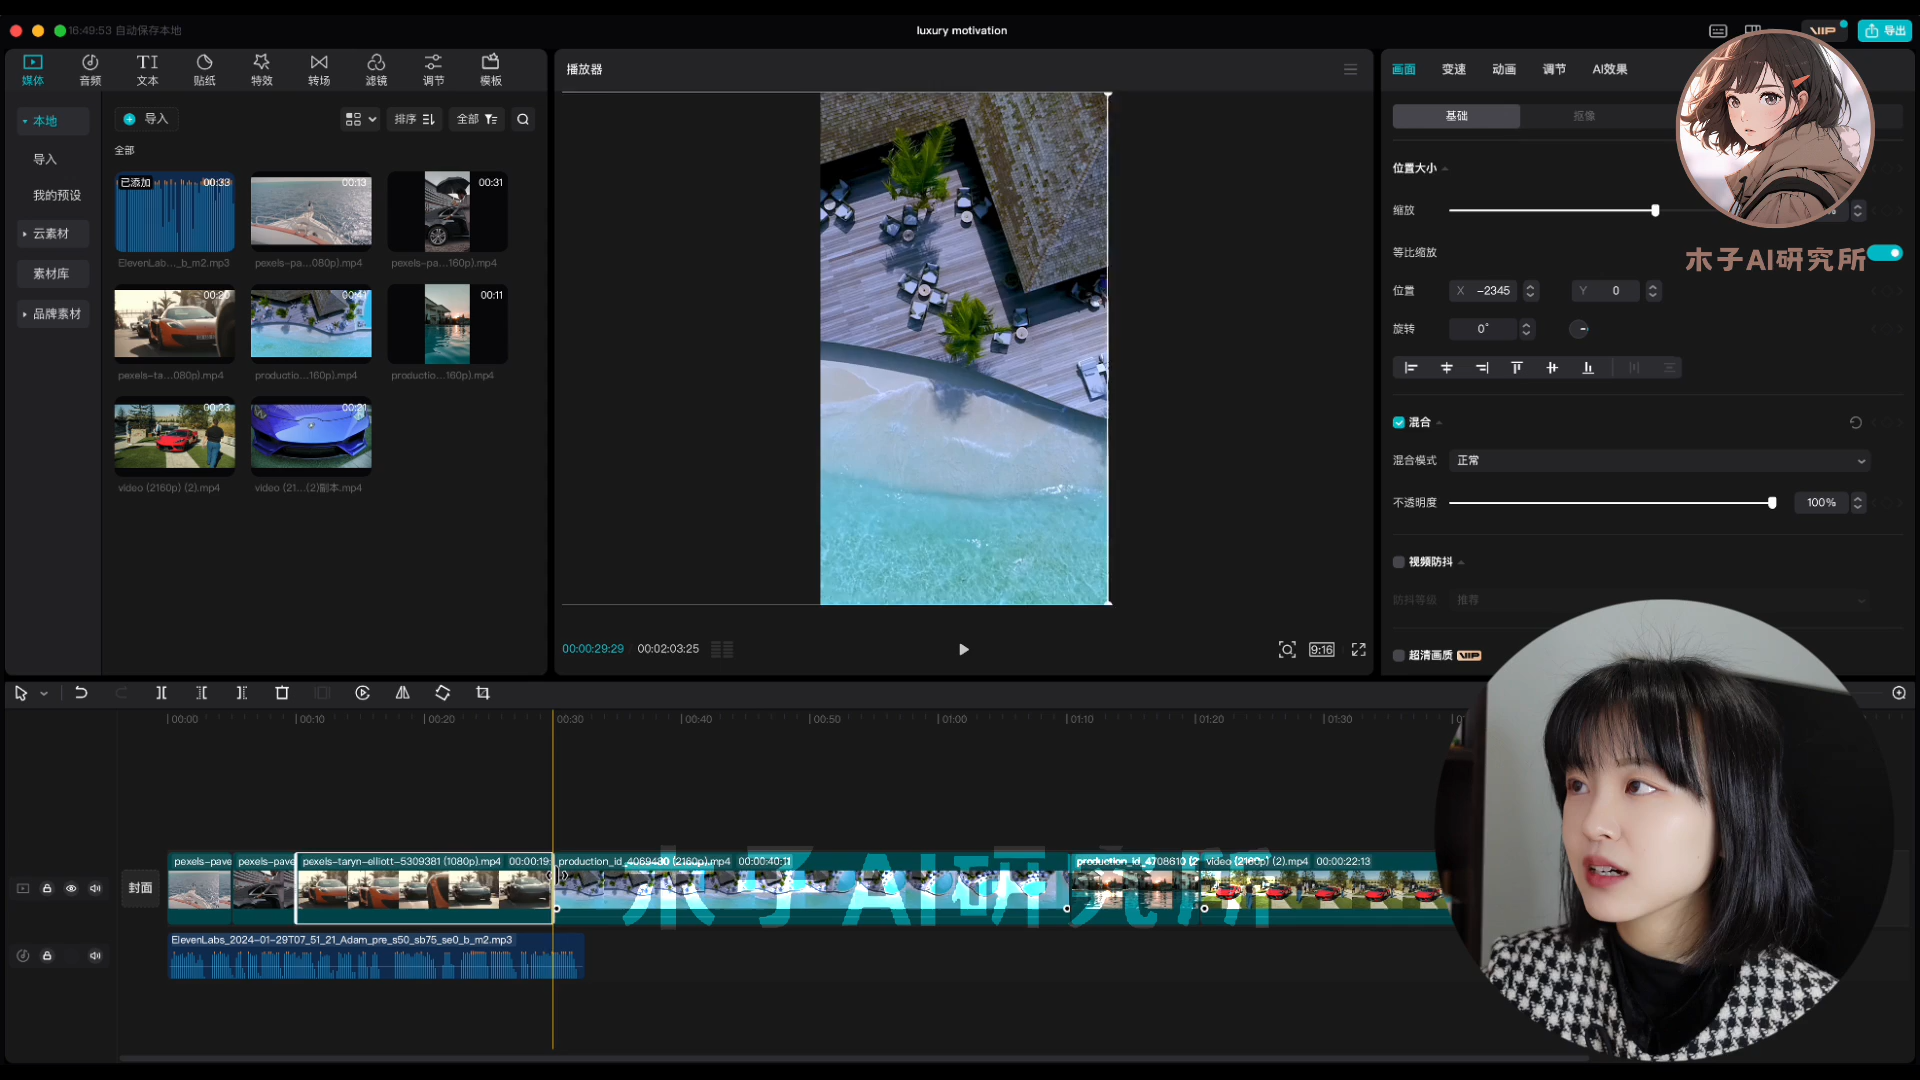 16:49:53 自动保存本地
luxury motivation
VIP
导出
媒体
音频
文本
贴纸
特效
转场
滤镜
调节
模板
播放器
画面
变速
动画
调节
AI效果
本地
导入
我的预设
云素材
素材库
品牌素材
导入
排序
全部
全部
已添加
00:33
00:13
00:31
ElevenLab..._b_m2.mp3
pexels-pa...080p).mp4
pexels-pa...160p).mp4
00:20
00:41
00:11
pexels-ta...080p).mp4
productio...160p).mp4
productio...160p).mp4
00:23
00:21
video (2160p) (2).mp4
video (21...(2)副本.mp4
00:00:29:29
00:02:03:25
9:16
基础
抠像
位置大小
缩放
木子AI研究所
等比缩放
位置
X
-2345
Y
0
旋转
0°
混合
混合模式
正常
不透明度
100%
视频防抖
防抖等级
推荐
超清画质
VIP
00:00
00:10
00:20
00:30
00:40
00:50
01:00
01:10
01:20
01:30
封面
pexels-pave
pexels-pave
pexels-taryn-elliott-5309381 (1080p).mp4
00:00:19
production_id_4069480 (2160p).mp4
00:00:40:11
production_id_4708610 (2
video (2160p) (2).mp4
00:00:22:13
木子AI研究所
ElevenLabs_2024-01-29T07_51_21_Adam_pre_s50_sb75_se0_b_m2.mp3